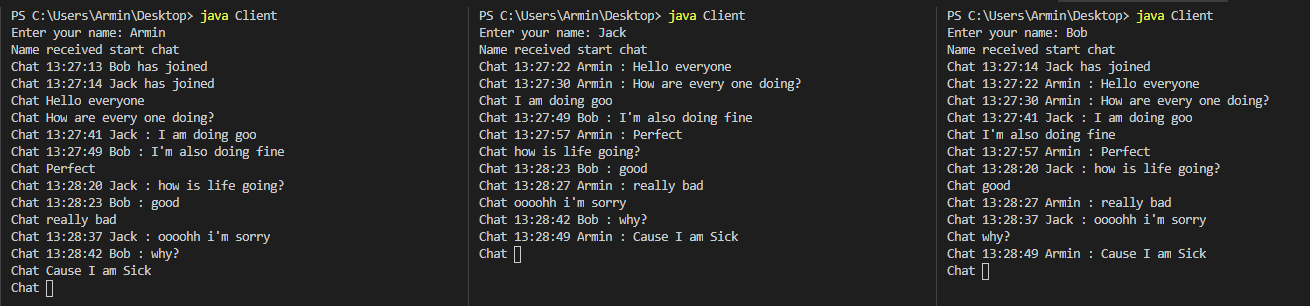 PS C:\Users\Armin\Desktop> java Client
Enter your name: Armin
Name received start chat
Chat 13:27:13 Bob has joined
Chat 13:27:14 Jack has joined
Chat Hello everyone
Chat How are every one doing?
Chat 13:27:41 Jack : I am doing goo
Chat 13:27:49 Bob : I'm also doing fine
Chat Perfect
Chat 13:28:20 Jack : how is life going?
Chat 13:28:23 Bob : good
Chat really bad
Chat 13:28:37 Jack : oooohh i'm sorry
Chat 13:28:42 Bob : why?
Chat Cause I am Sick
Chat
PS C:\Users\Armin\Desktop> java Client
Enter your name: Jack
Name received start chat
Chat 13:27:22 Armin : Hello everyone
Chat 13:27:30 Armin : How are every one doing?
Chat I am doing goo
Chat 13:27:49 Bob : I'm also doing fine
Chat 13:27:57 Armin : Perfect
Chat how is life going?
Chat 13:28:23 Bob : good
Chat 13:28:27 Armin : really bad
Chat oooohh i'm sorry
Chat 13:28:42 Bob : why?
Chat 13:28:49 Armin : Cause I am Sick
Chat
PS C:\Users\Armin\Desktop> java Client
Enter your name: Bob
Name received start chat
Chat 13:27:14 Jack has joined
Chat 13:27:22 Armin : Hello everyone
Chat 13:27:30 Armin : How are every one doing?
Chat 13:27:41 Jack : I am doing goo
Chat I'm also doing fine
Chat 13:27:57 Armin : Perfect
Chat 13:28:20 Jack : how is life going?
Chat good
Chat 13:28:27 Armin : really bad
Chat 13:28:37 Jack : oooohh i'm sorry
Chat why?
Chat 13:28:49 Armin : Cause I am Sick
Chat